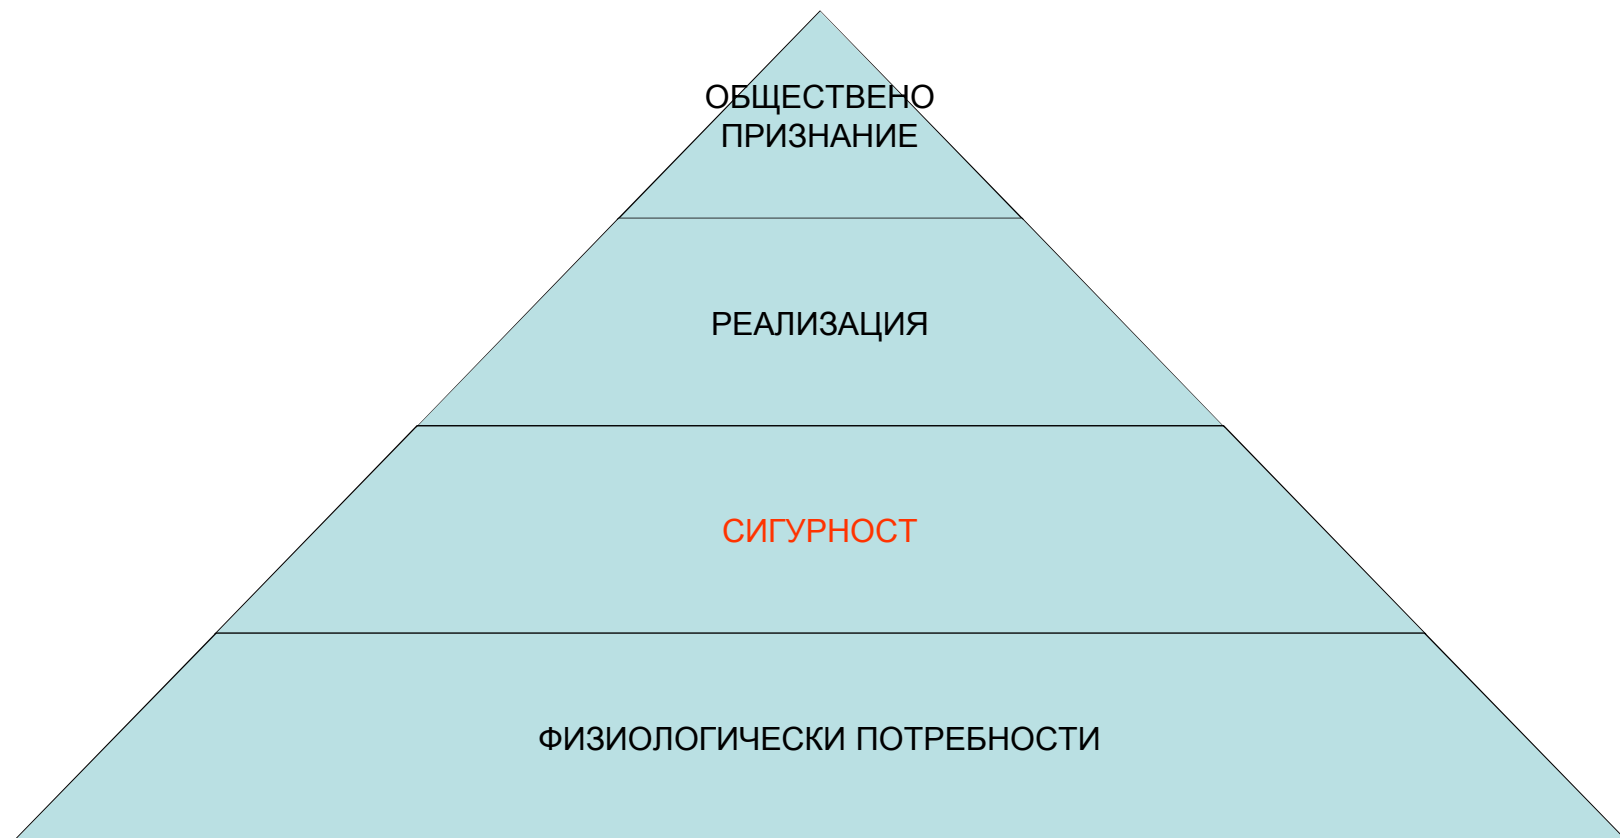 ОБЩЕСТВЕНО
ПРИЗНАНИЕ
РЕАЛИЗАЦИЯ
СИГУРНОСТ
ФИЗИОЛОГИЧЕСКИ ПОТРЕБНОСТИ